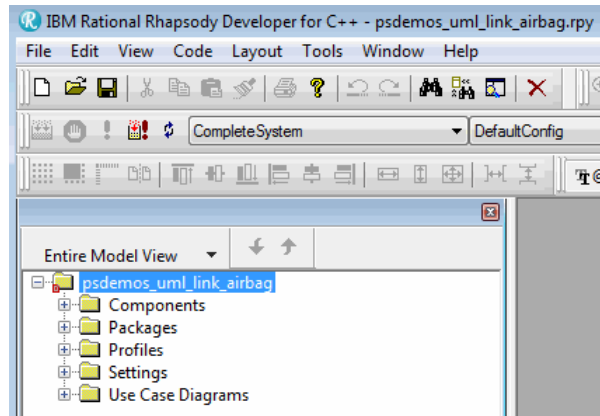 IBM Rational Rhapsody Developer for C++ - psdemos_uml_link_airbag.rpy
File Edit View Code Layout Tools Window Help
CompleteSystem DefaultConfig
Entire Model View
psdemos_uml_link_airbag
Components
Packages
Profiles
Settings
Use Case Diagrams